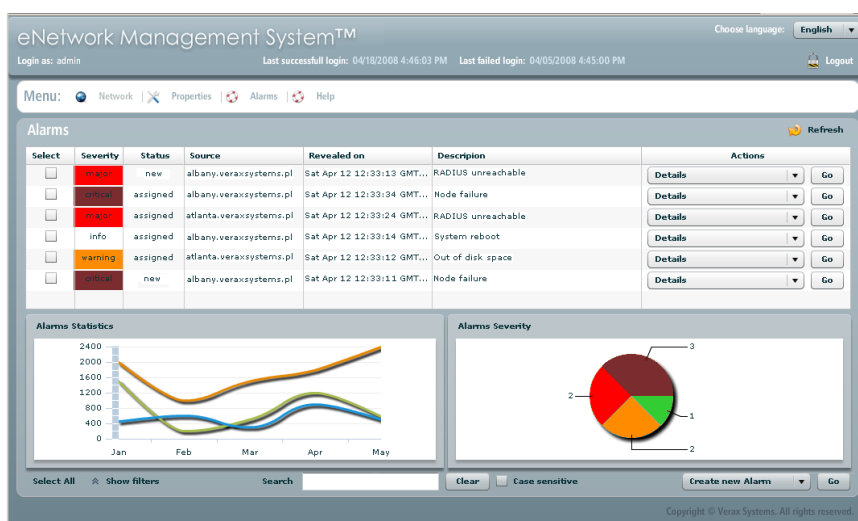 eNetwork Management System™
Choose language: English
Login as: admin Last successfull login: 04/18/2008 4:46:03 PM Last failed login: 04/05/2008 4:45:00 PM Logout
Menu: Network Properties Alarms Help
Alarms Refresh
Select Severity Status Source Revealed on Descripion Actions
major new albany.veraxsystems.pl Sat Apr 12 12:33:13 GMT... RADIUS unreachable Details Go
critical assigned albany.veraxsystems.pl Sat Apr 12 12:33:34 GMT... Node failure Details Go
major assigned atlanta.veraxsystems.pl Sat Apr 12 12:33:24 GMT... RADIUS unreachable Details Go
info assigned albany.veraxsystems.pl Sat Apr 12 12:33:14 GMT... System reboot Details Go
warning assigned atlanta.veraxsystems.pl Sat Apr 12 12:33:12 GMT... Out of disk space Details Go
critical new albany.veraxsystems.pl Sat Apr 12 12:33:11 GMT... Node failure Details Go
Alarms Statistics
2400
2000
1600
1200
800
400
0
Jan Feb Mar Apr May
Alarms Severity
3
2
1
2
Select All Show filters Search Clear Case sensitive Create new Alarm Go
Copyright © Verax Systems. All rights reserved.